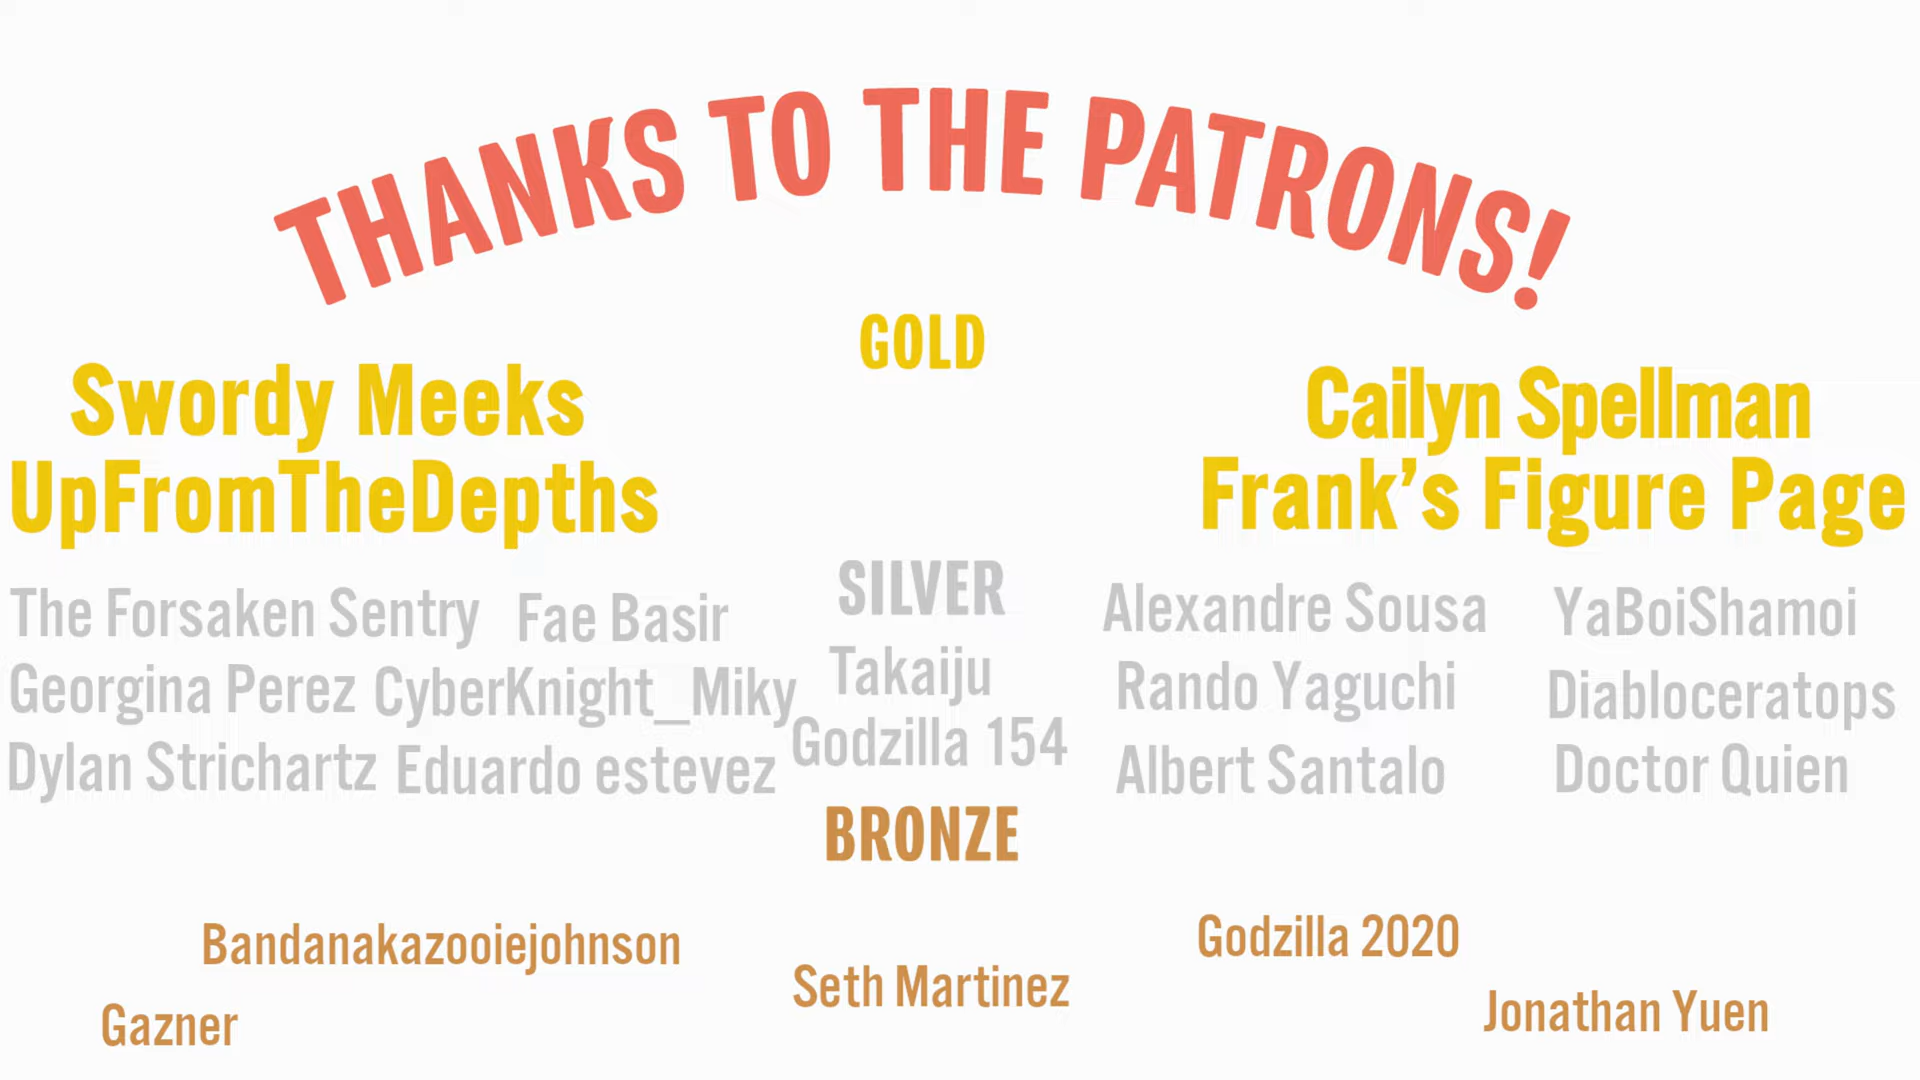 THANKS TO THE PATRONS!
GOLD
Swordy Meeks
Cailyn Spellman
UpFromTheDepths
Frank's Figure Page
SILVER
The Forsaken Sentry
Fae Basir
Alexandre Sousa
YaBoiShamoi
Georgina Perez
CyberKnight_Miky
Takaiju
Rando Yaguchi
Diabloceratops
Dylan Strichartz
Eduardo estevez
Godzilla 154
Albert Santalo
Doctor Quien
BRONZE
Bandanakazooiejohnson
Godzilla 2020
Seth Martinez
Gazner
Jonathan Yuen